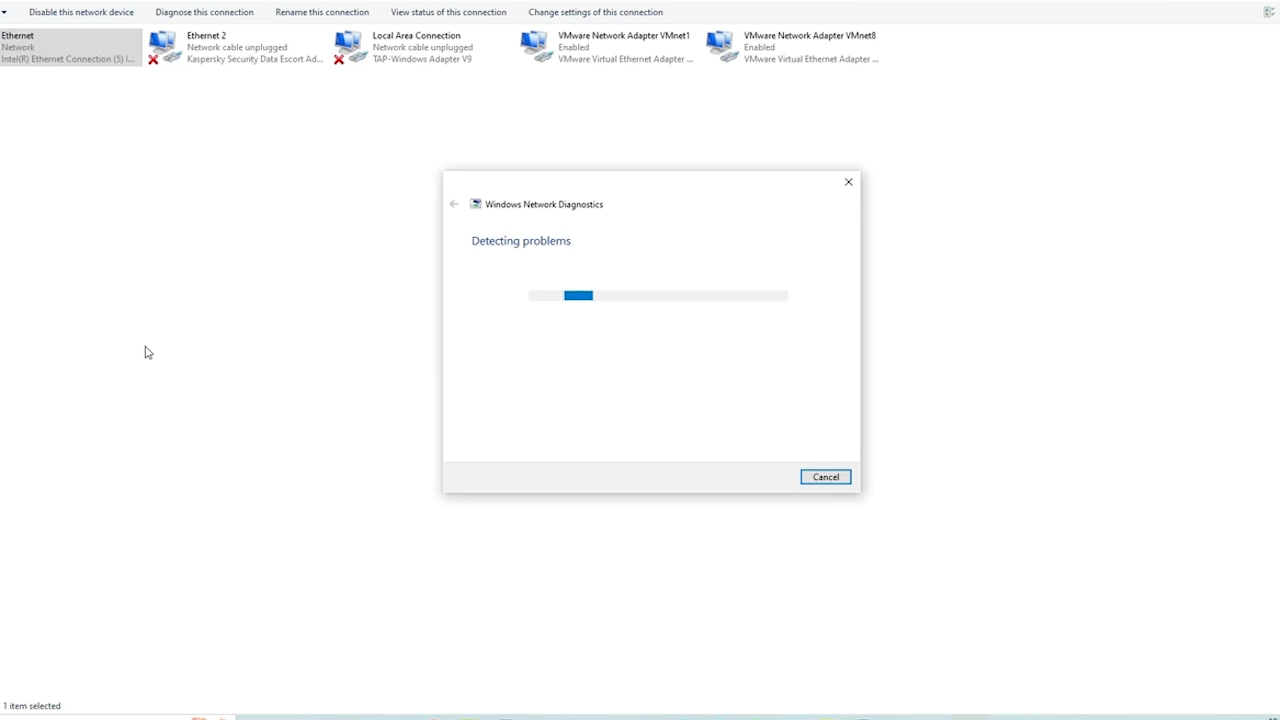 Disable this network device Diagnose this connection Rename this connection View status of this connection Change settings of this connection
Ethernet
Network
Intel(R) Ethernet Connection (5) I...
Ethernet 2
Network cable unplugged
Kaspersky Security Data Escort Ad...
Local Area Connection
Network cable unplugged
TAP-Windows Adapter V9
VMware Network Adapter VMnet1
Enabled
VMware Virtual Ethernet Adapter ...
VMware Network Adapter VMnet8
Enabled
VMware Virtual Ethernet Adapter ...
Windows Network Diagnostics
Detecting problems
Cancel
1 item selected